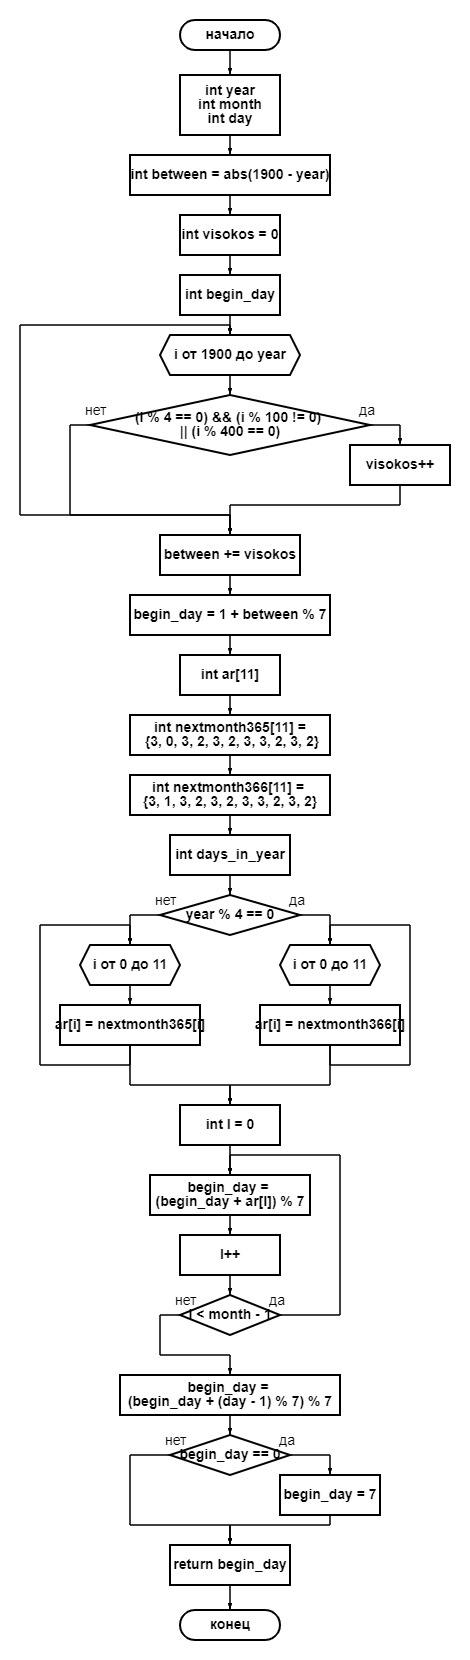 начало
int year
int month
int day
int between = abs(1900 - year)
int visokos = 0
int begin_day
i от 1900 до year
нет
да
(i % 4 == 0) && (i % 100 != 0)
|| (i % 400 == 0)
visokos++
between += visokos
begin_day = 1 + between % 7
int ar[11]
int nextmonth365[11] =
{3, 0, 3, 2, 3, 2, 3, 3, 2, 3, 2}
int nextmonth366[11] =
{3, 1, 3, 2, 3, 2, 3, 3, 2, 3, 2}
int days_in_year
нет
да
year % 4 == 0
i от 0 до 11
i от 0 до 11
ar[i] = nextmonth365[i]
ar[i] = nextmonth366[i]
int l = 0
begin_day =
(begin_day + ar[l]) % 7
l++
нет
да
l < month - 1
begin_day =
(begin_day + (day - 1) % 7) % 7
нет
да
begin_day == 0
begin_day = 7
return begin_day
конец